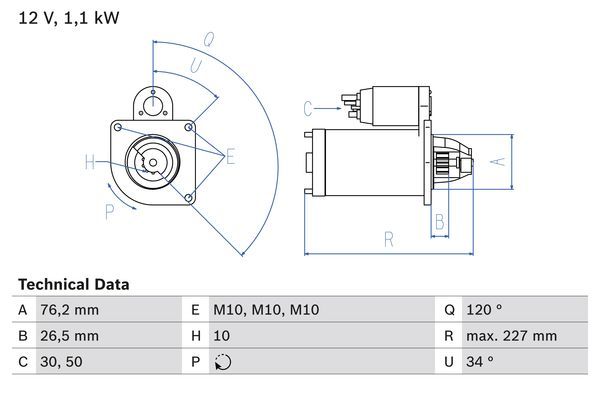 12 V, 1,1 kW
Q
U
C
H
E
A
P
B
R
Technical Data
A 76,2 mm E M10, M10, M10 Q 120 °
B 26,5 mm H 10 R max. 227 mm
C 30, 50 P U 34 °